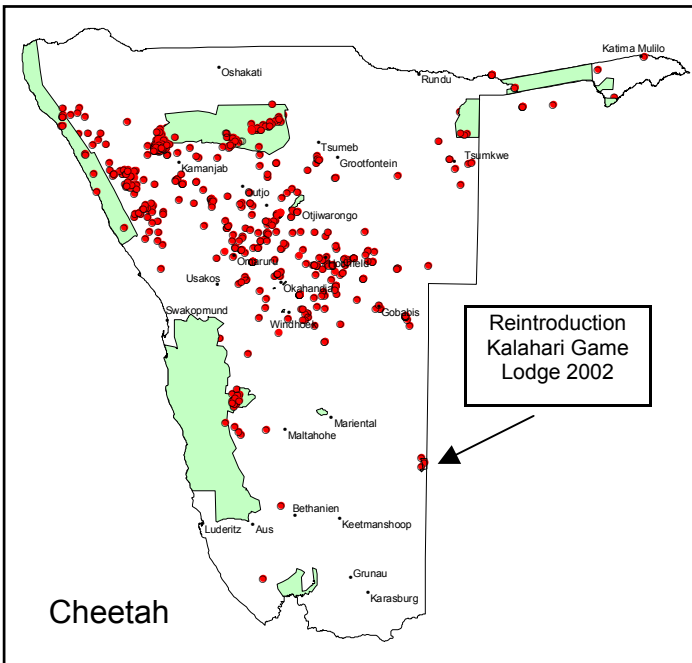 Katima Mulilo
Oshakati
Rundu
Tsumeb
Grootfontein
Tsumkwe
Kamanjab
Outjo
Otjiwarongo
Omaruru
Usakos
Okahandja
Gobabis
Swakopmund
Windhoek
Reintroduction
Kalahari Game
Lodge 2002
Mariental
Maltahohe
Bethanien
Keetmanshoop
Luderitz
Aus
Grunau
Karasburg
Cheetah